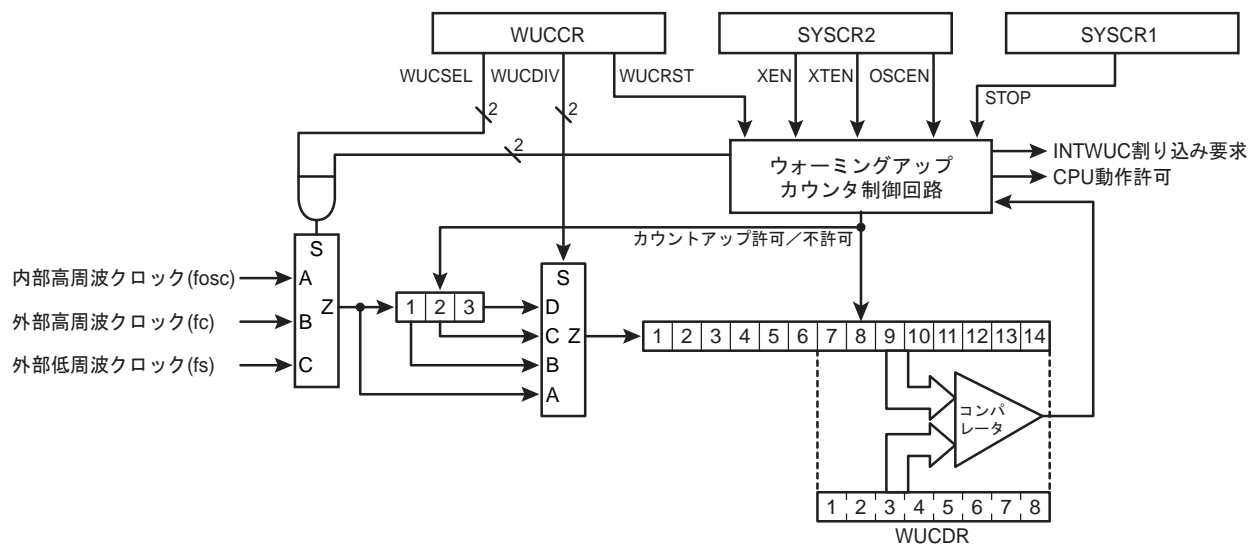 WUCCR
SYSCR2
SYSCR1
WUCSEL
WUCDIV
WUCRST
XEN
XTEN
OSCEN
STOP
2
2
2
ウォーミングアップ
カウンタ制御回路
INTWUC割り込み要求
CPU動作許可
カウントアップ許可/不許可
内部高周波クロック(fosc)
外部高周波クロック(fc)
外部低周波クロック(fs)
S
A
B
C
Z
1 2 3
S
D
C
B
A
Z
1 2 3 4 5 6 7 8 9 10 11 12 13 14
コンパ
レータ
1 2 3 4 5 6 7 8
WUCDR